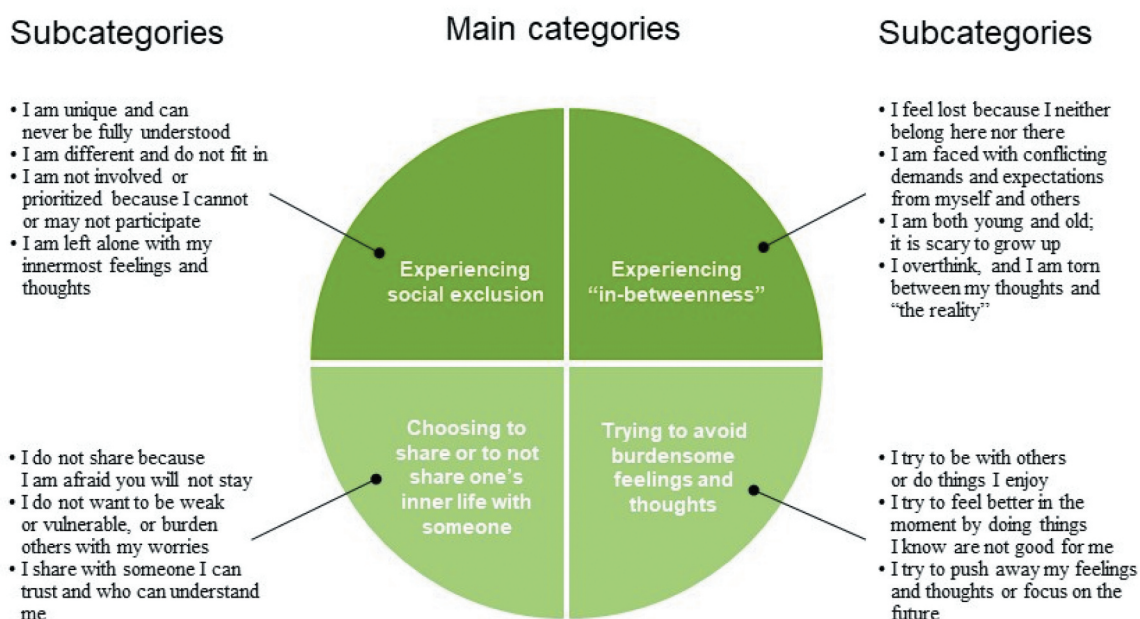 Subcategories
Main categories
Subcategories
• I am unique and can
never be fully understood
• I am different and do not fit in
• I am not involved or
prioritized because I cannot
or may not participate
• I am left alone with my
innermost feelings and
thoughts
Experiencing
social exclusion
Experiencing
“in-betweenness”
• I feel lost because I neither
belong here nor there
• I am faced with conflicting
demands and expectations
from myself and others
• I am both young and old;
it is scary to grow up
• I overthink, and I am torn
between my thoughts and
“the reality”
• I do not share because
I am afraid you will not stay
• I do not want to be weak
or vulnerable, or burden
others with my worries
• I share with someone I can
trust and who can understand
me
Choosing to
share or to not
share one’s
inner life with
someone
Trying to avoid
burdensome
feelings and
thoughts
• I try to be with others
or do things I enjoy
• I try to feel better in the
moment by doing things
I know are not good for me
• I try to push away my feelings
and thoughts or focus on the
future